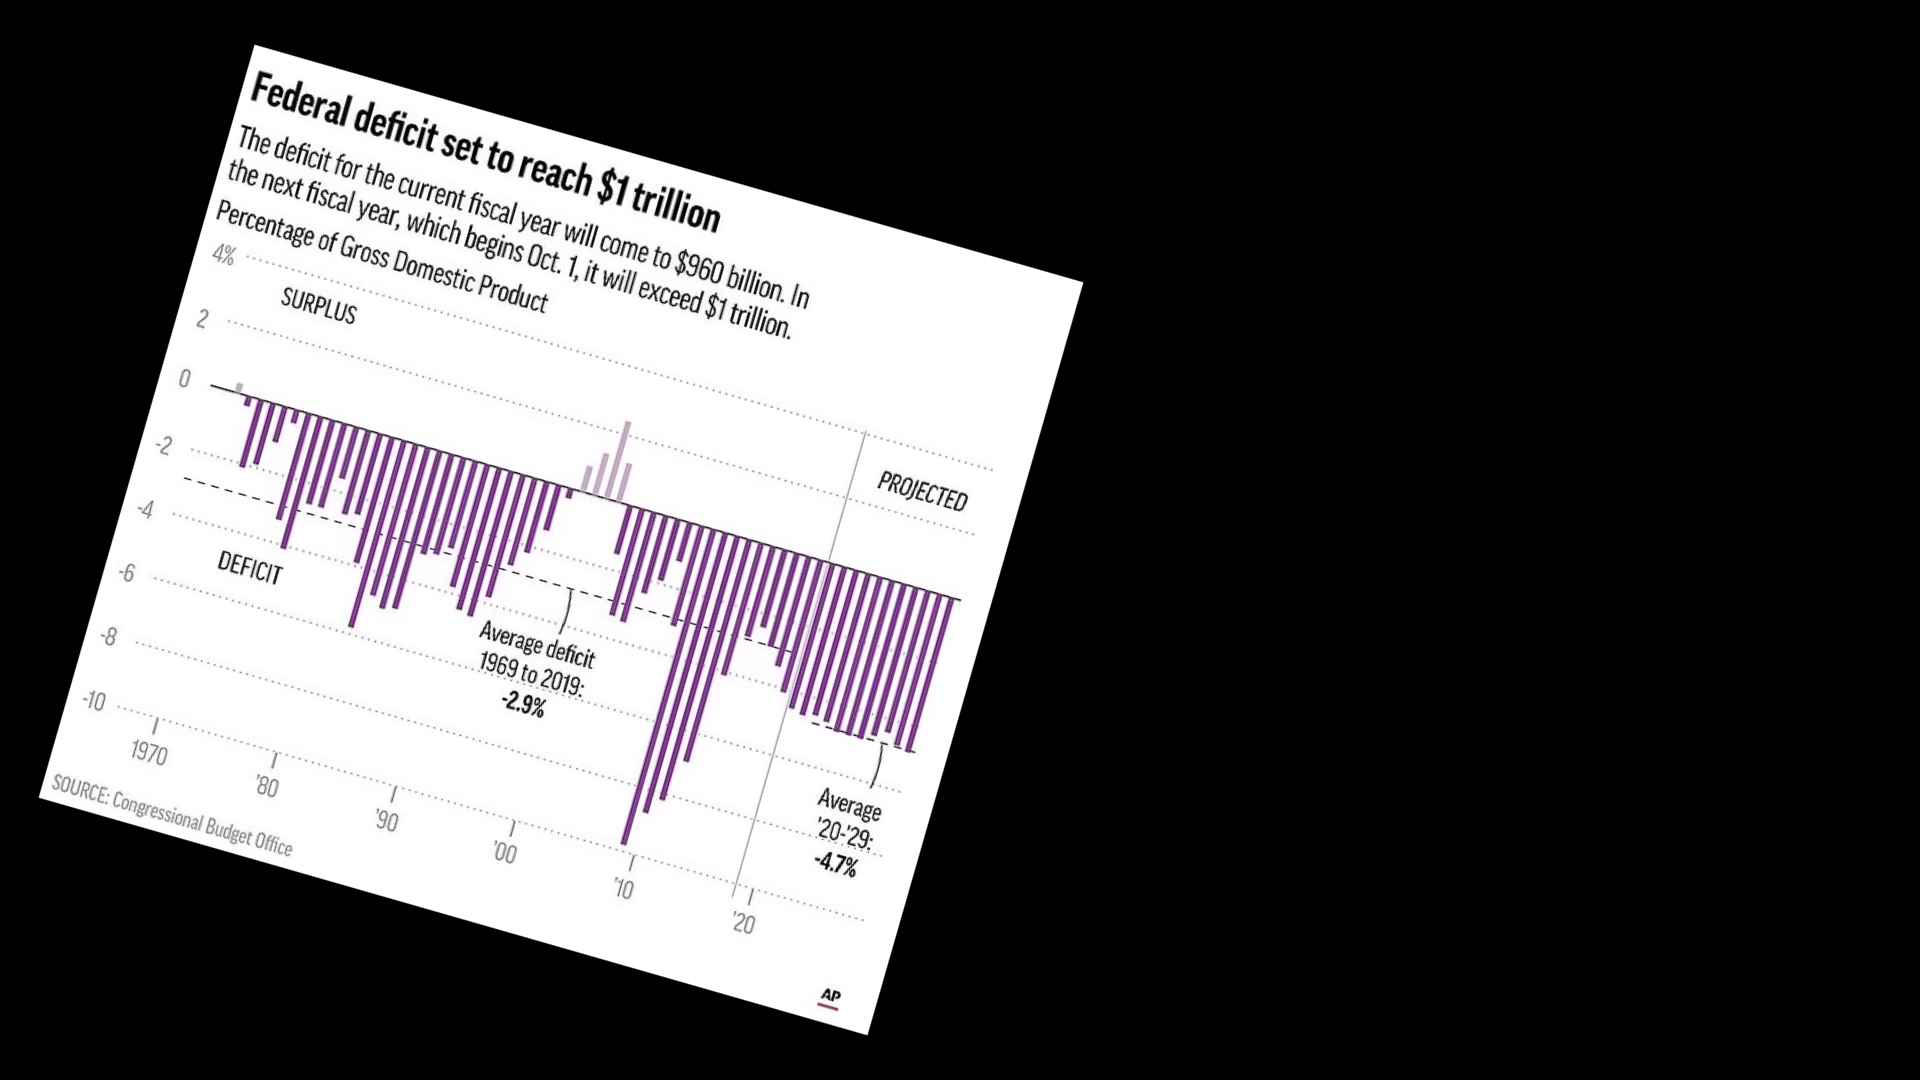 Federal deficit set to reach $1 trillion
The deficit for the current fiscal year will come to $960 billion. In
the next fiscal year, which begins Oct. 1, it will exceed $1 trillion.
Percentage of Gross Domestic Product
4%
SURPLUS
2
0
PROJECTED
-2
-4
DEFICIT
-6
Average deficit
1969 to 2019:
-2.9%
-8
Average
'20-'29:
-4.7%
-10
1970
'80
'90
'00
'10
'20
SOURCE: Congressional Budget Office
AP